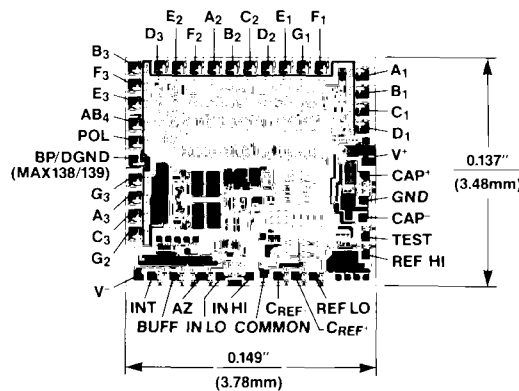 E₂ A₂ C₂ E₁ F₁
D₃ F₂ B₂ D₂ G₁
B₃
F₃
E₃
AB₄
POL
BP/DGND
(MAX138/139)
G₃
A₃
C₃
G₂
V⁻
A₁
B₁
C₁
D₁
V⁺
CAP⁺
GND
CAP⁻
TEST
REF HI
0.137"
(3.48mm)
INT AZ IN HI CREF⁻ REF LO
BUFF IN LO COMMON CREF⁺
0.149"
(3.78mm)